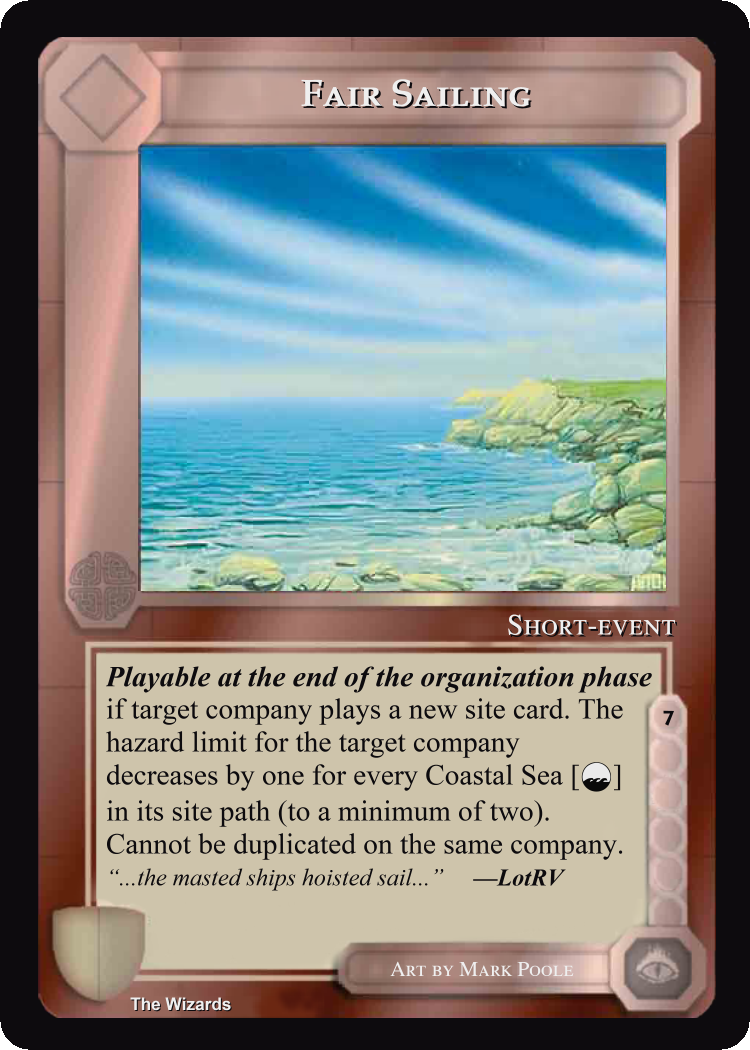 Fair Sailing
Short-event
Playable at the end of the organization phase
if target company plays a new site card. The
hazard limit for the target company
decreases by one for every Coastal Sea [ ]
in its site path (to a minimum of two).
Cannot be duplicated on the same company.
“...the masted ships hoisted sail...” —LotRV
7
Art by Mark Poole
The Wizards